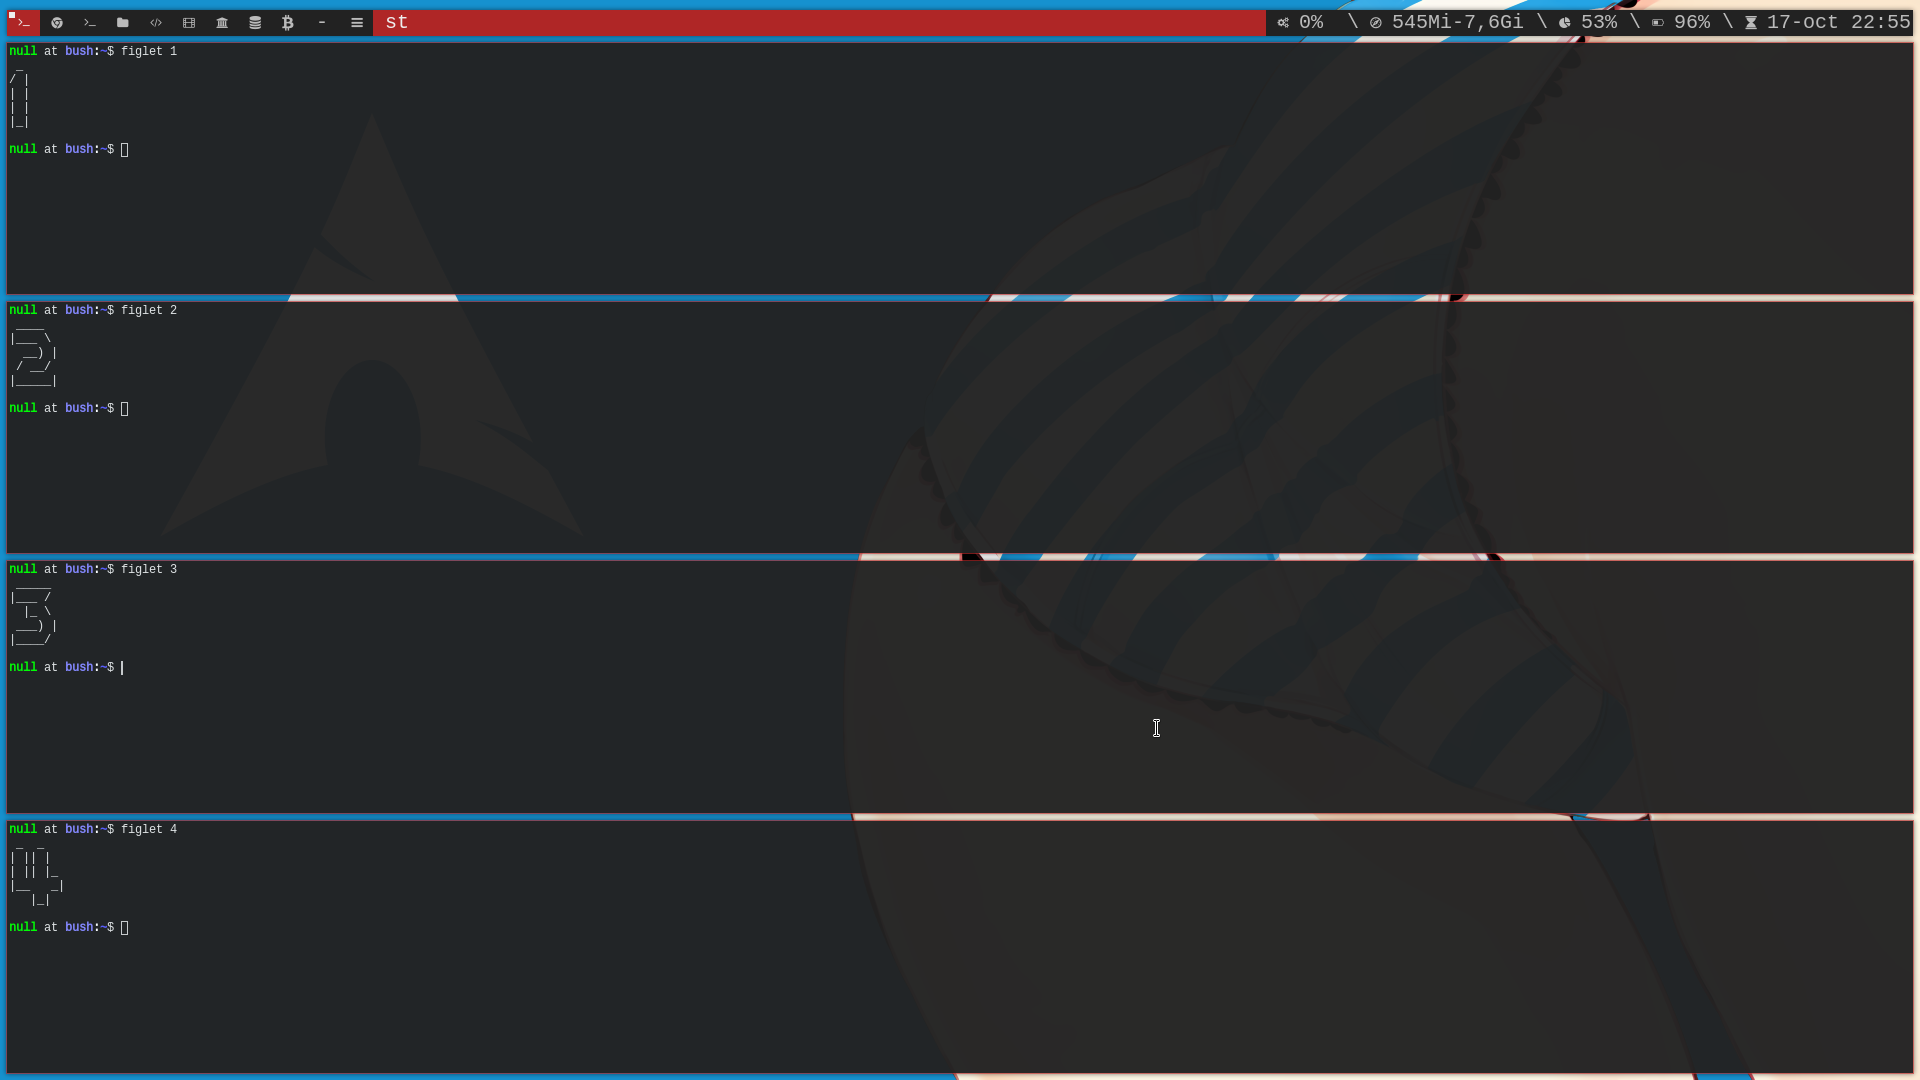 st 0% \ 545Mi-7,6Gi \ 53% \ 96% \ 17-oct 22:55
null at bush:~$ figlet 1
 _
/ |
| |
| |
|_|
null at bush:~$
null at bush:~$ figlet 2
 ____
|___ \
  __) |
 / __/
|_____|
null at bush:~$
null at bush:~$ figlet 3
 _____
|___ /
  |_ \
 ___) |
|____/
null at bush:~$
null at bush:~$ figlet 4
 _  _
| || |
| || |_
|__   _|
   |_|
null at bush:~$